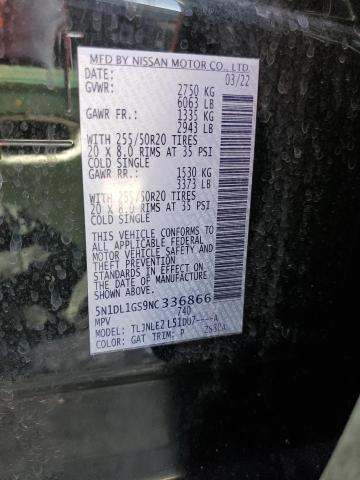 MFD BY NISSAN MOTOR CO., LTD.
DATE: 03/22
GVWR: 2750 KG
6063 LB
GAWR FR.: 1335 KG
2943 LB
WITH 255/50R20 TIRES
20 X 8.0 RIMS AT 35 PSI
COLD SINGLE
GAWR RR.: 1530 KG
3373 LB
WITH 255/50R20 TIRES
20 X 8.0 RIMS AT 35 PSI
COLD SINGLE
THIS VEHICLE CONFORMS TO
ALL APPLICABLE FEDERAL
MOTOR VEHICLE SAFETY
STANDARDS IN EFFECT ON THE
DATE OF MANUFACTURE
SHOWN ABOVE.
5N1DL1GS9NC336866
MPV 740
MODEL: TLJNLEZ L51DU7----A
COLOR: GAT TRIM: P